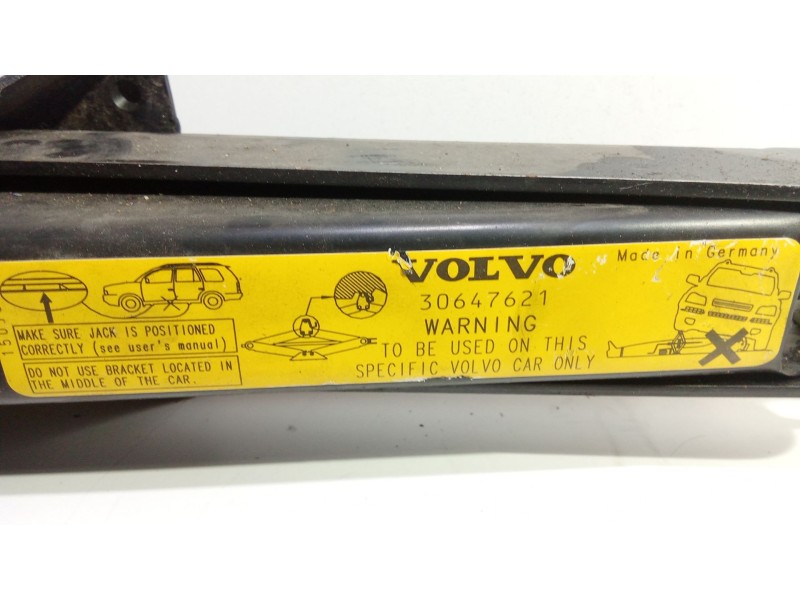 VOLVO
Made in Germany
30647621
WARNING
TO BE USED ON THIS
SPECIFIC VOLVO CAR ONLY
MAKE SURE JACK IS POSITIONED
CORRECTLY (see user's manual)
DO NOT USE BRACKET LOCATED IN
THE MIDDLE OF THE CAR.